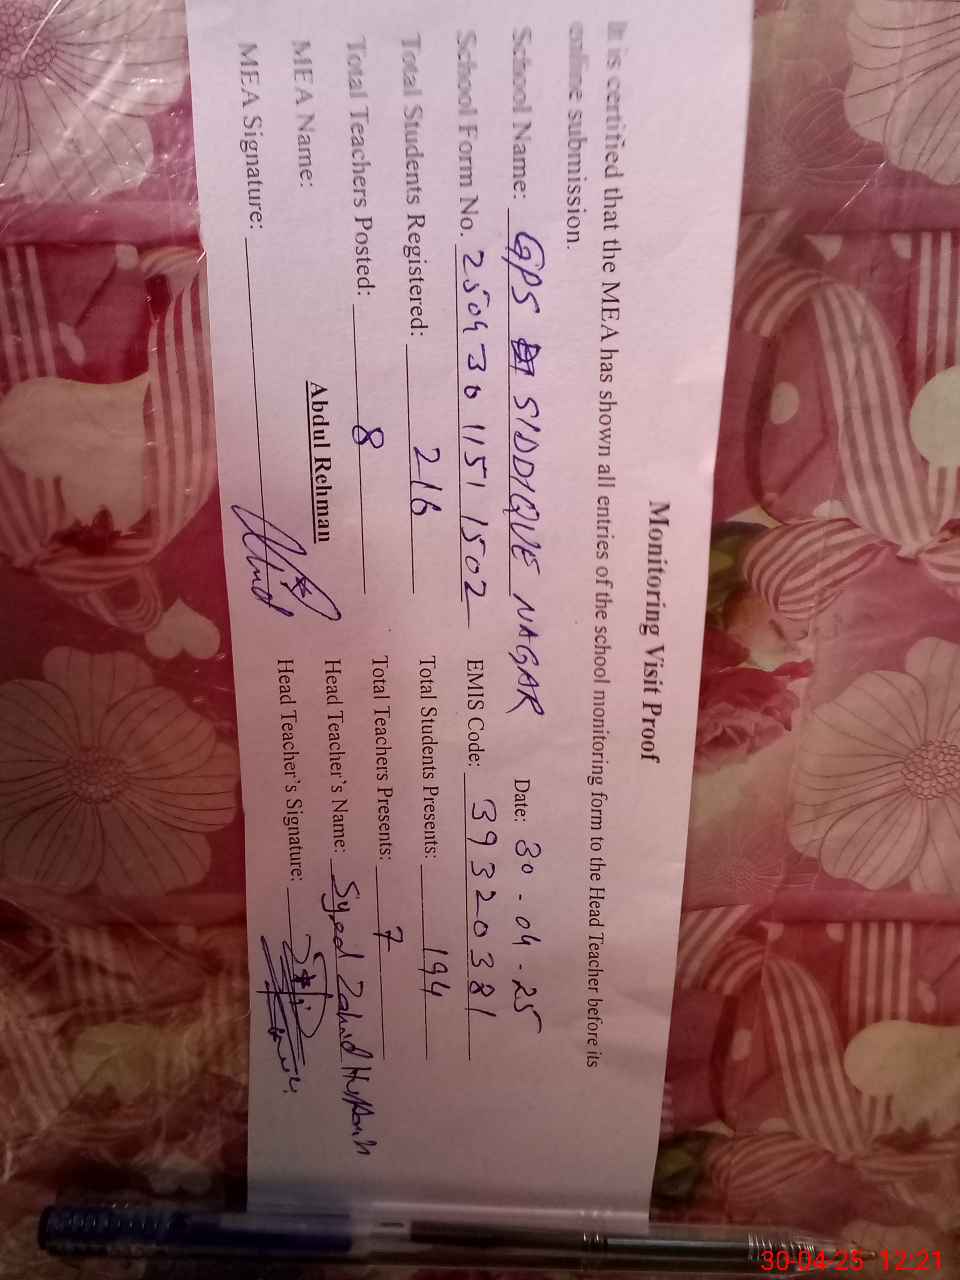 Monitoring Visit Proof
It is certified that the MEA has shown all entries of the school monitoring form to the Head Teacher before its
online submission.
School Name: GPS SIDDIQUE NAGAR Date: 30-04-25
School Form No. 2504301151 1502 EMIS Code: 39320381
Total Students Registered: 216 Total Students Presents: 194
Total Teachers Posted: 8 Total Teachers Presents: 7
MEA Name: Abdul Rehman Head Teacher's Name: Syed Zahid
MEA Signature: Head Teacher's Signature:
30-04-25 12:21